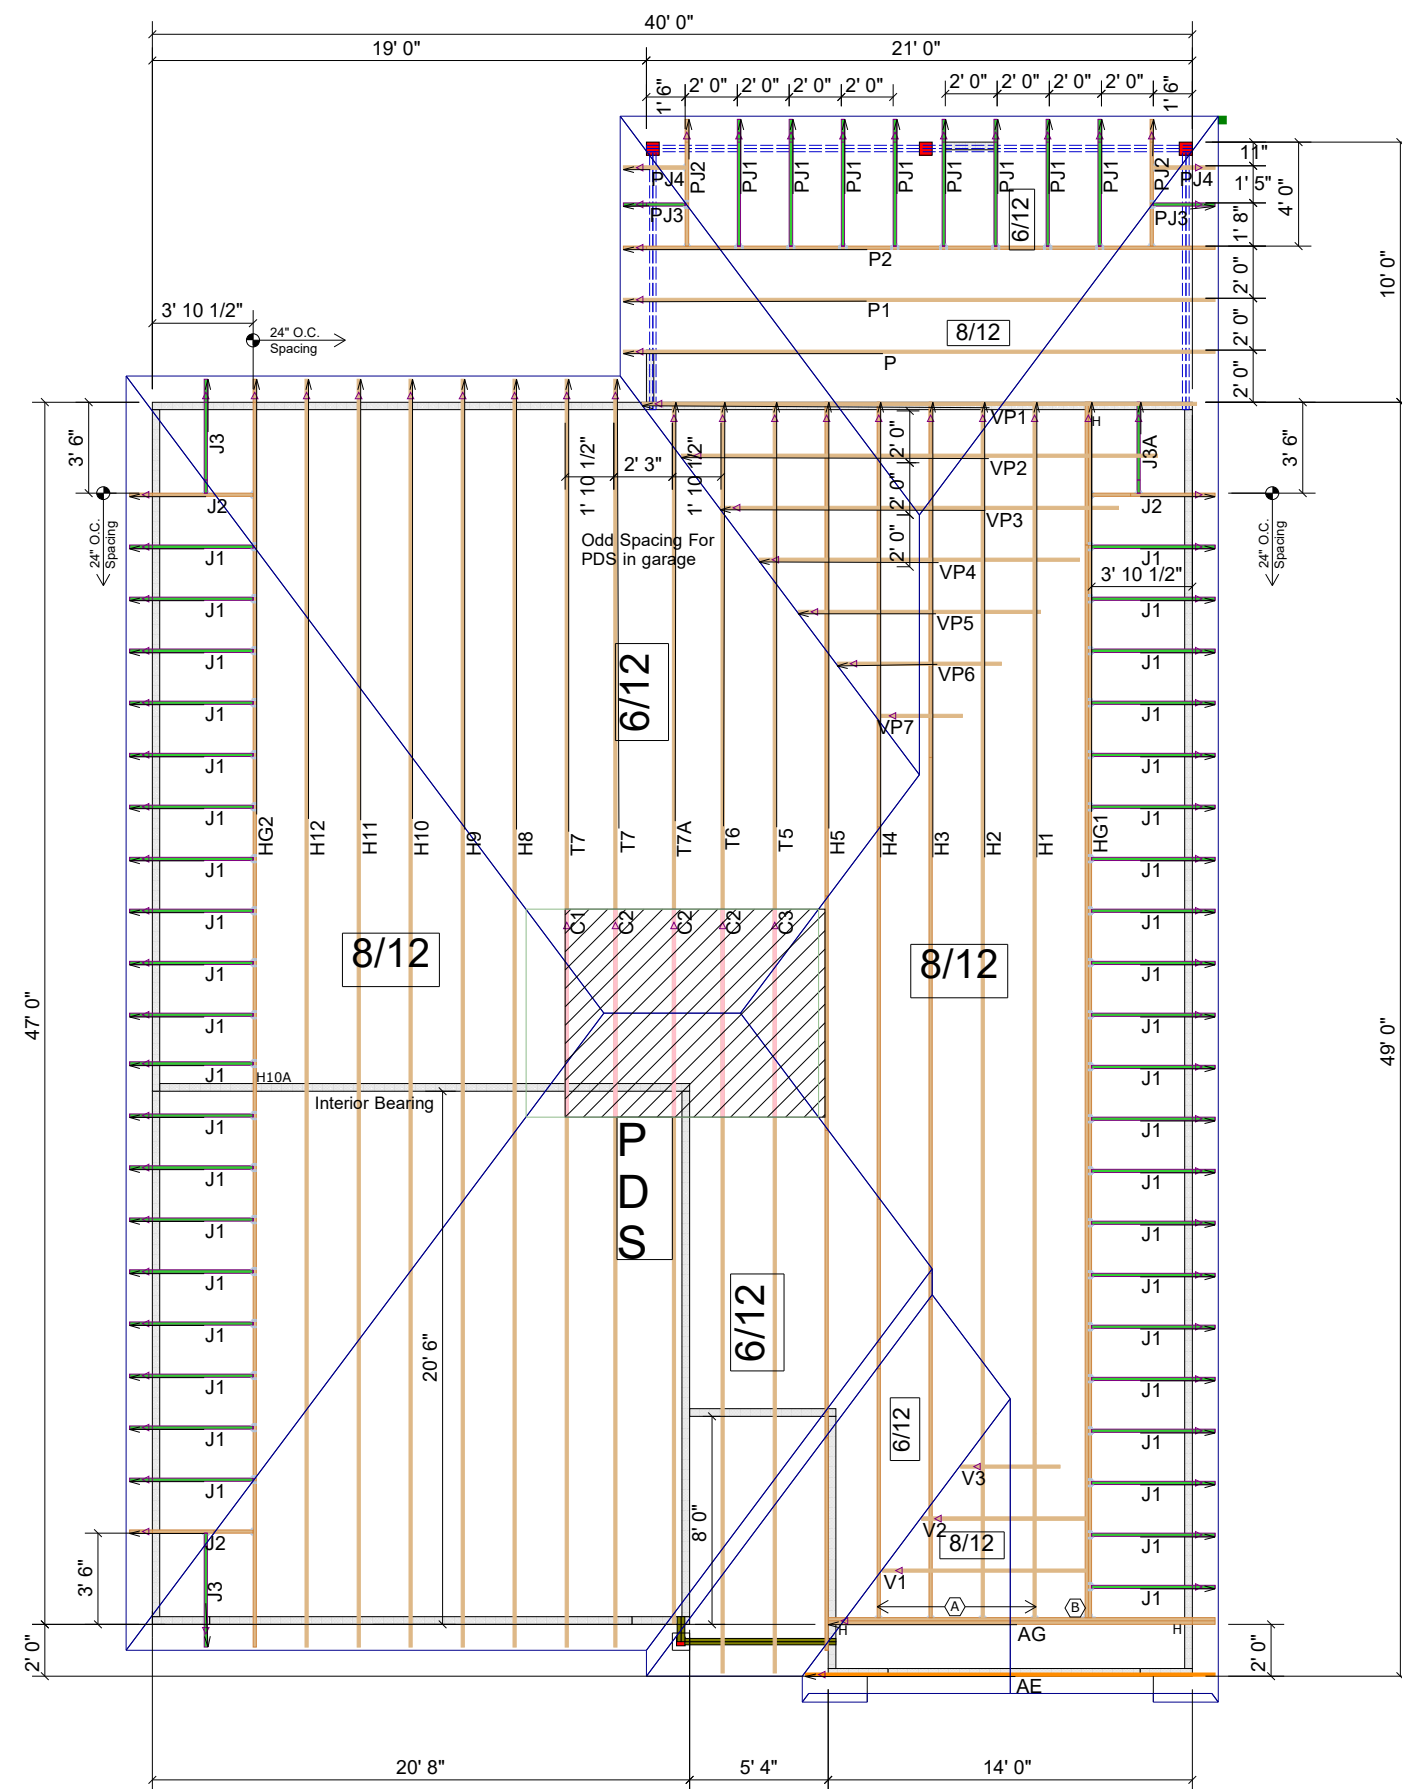 40' 0"
19' 0"
21' 0"
1' 6"
2' 0"
2' 0"
2' 0"
2' 0"
2' 0"
2' 0"
2' 0"
2' 0"
1' 6"
PJ4
PJ2
PJ1
PJ1
PJ1
PJ1
PJ1
PJ1
PJ1
PJ1
PJ2
PJ4
11"
1' 5"
4' 0"
PJ3
6/12
PJ3
1' 8"
P2
2' 0"
10' 0"
P1
3' 10 1/2"
24" O.C.
Spacing
8/12
2' 0"
P
2' 0"
VP1
H
3' 6"
J3
1' 10 1/2"
2' 3"
1' 10 1/2"
2' 0"
VP2
J3A
3' 6"
J2
2' 0"
VP3
J2
24" O.C.
Spacing
Odd Spacing For
PDS in garage
2' 0"
24" O.C.
Spacing
J1
VP4
J1
3' 10 1/2"
J1
VP5
J1
J1
6/12
VP6
J1
J1
VP7
J1
J1
J1
J1
J1
HG2
H12
H11
H10
H9
H8
T7
T7
T7A
T6
T5
H5
H4
H3
H2
H1
HG1
J1
J1
J1
C1
C2
C2
C2
C3
J1
8/12
8/12
J1
J1
47' 0"
J1
J1
49' 0"
J1
H10A
J1
Interior Bearing
J1
J1
P
D
S
J1
J1
J1
J1
6/12
J1
J1
20' 6"
J1
J1
J1
J1
6/12
J1
J1
V3
J1
J1
8' 0"
V2
8/12
J2
J1
3' 6"
J3
V1
J1
A
B
H
AG
H
2' 0"
2' 0"
AE
20' 8"
5' 4"
14' 0"